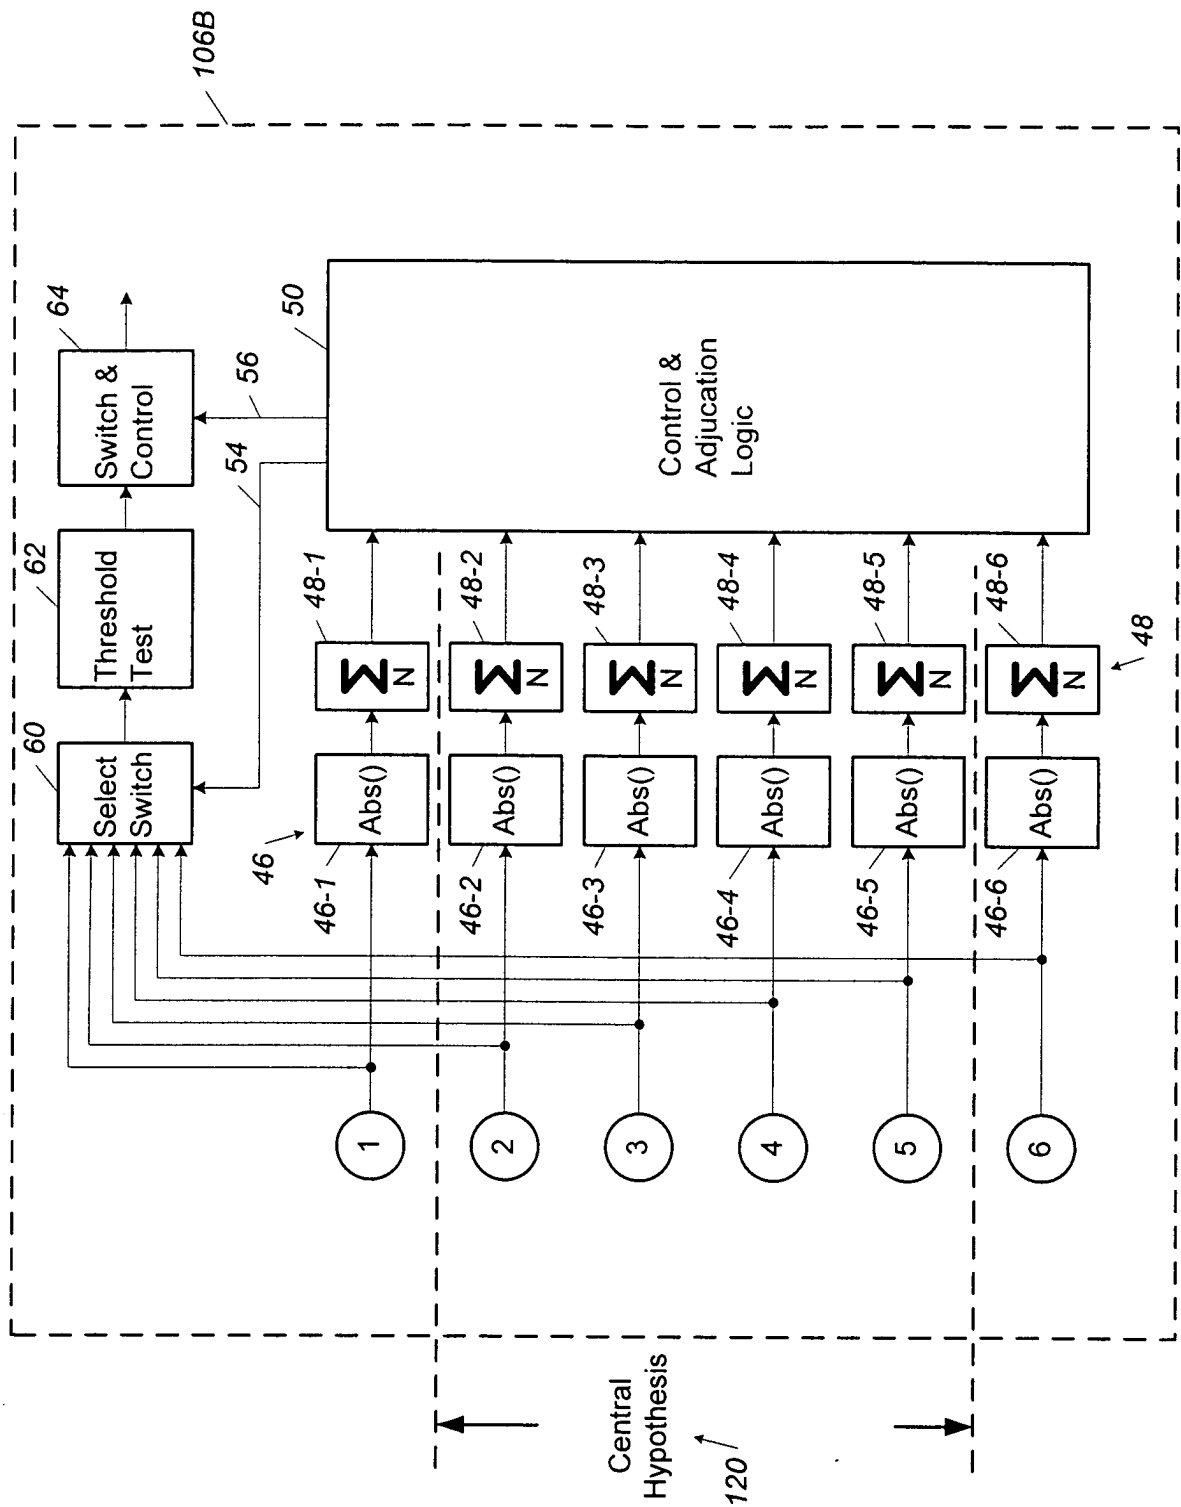 106B
60
62
64
Select
Switch
Threshold
Test
Switch &
Control
54
56
50
46
46-1
48-1
1
Abs()
Σ
N
46-2
48-2
2
Abs()
Σ
N
46-3
48-3
3
Abs()
Σ
N
46-4
48-4
4
Abs()
Σ
N
46-5
48-5
5
Abs()
Σ
N
46-6
48-6
6
Abs()
Σ
N
48
Control &
Adjucation
Logic
Central
Hypothesis
120